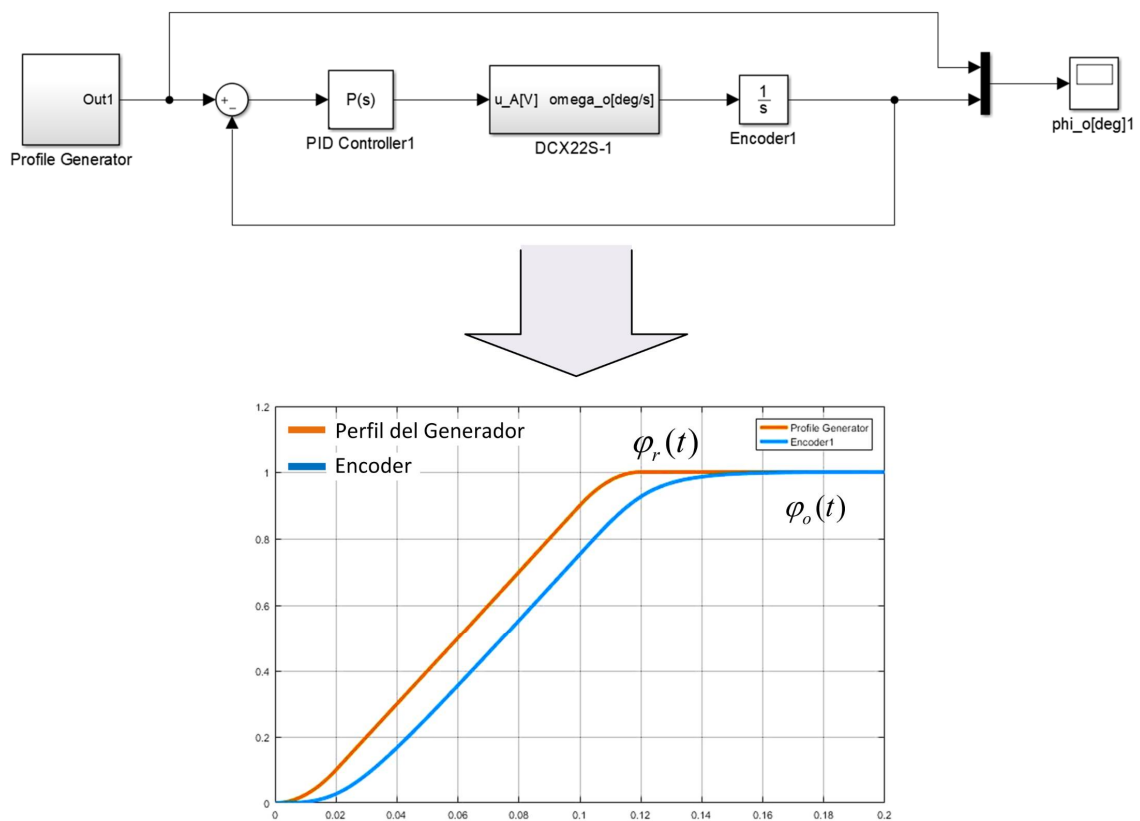 Out1
Profile Generator
+
−
P(s)
PID Controller1
u_A[V] omega_o[deg/s]
DCX22S-1
1
s
Encoder1
phi_o[deg]1
Perfil del Generador
Encoder
φr(t)
Profile Generator
Encoder1
φo(t)
1.2
1
0.8
0.6
0.4
0.2
0
0 0.02 0.04 0.06 0.08 0.1 0.12 0.14 0.16 0.18 0.2